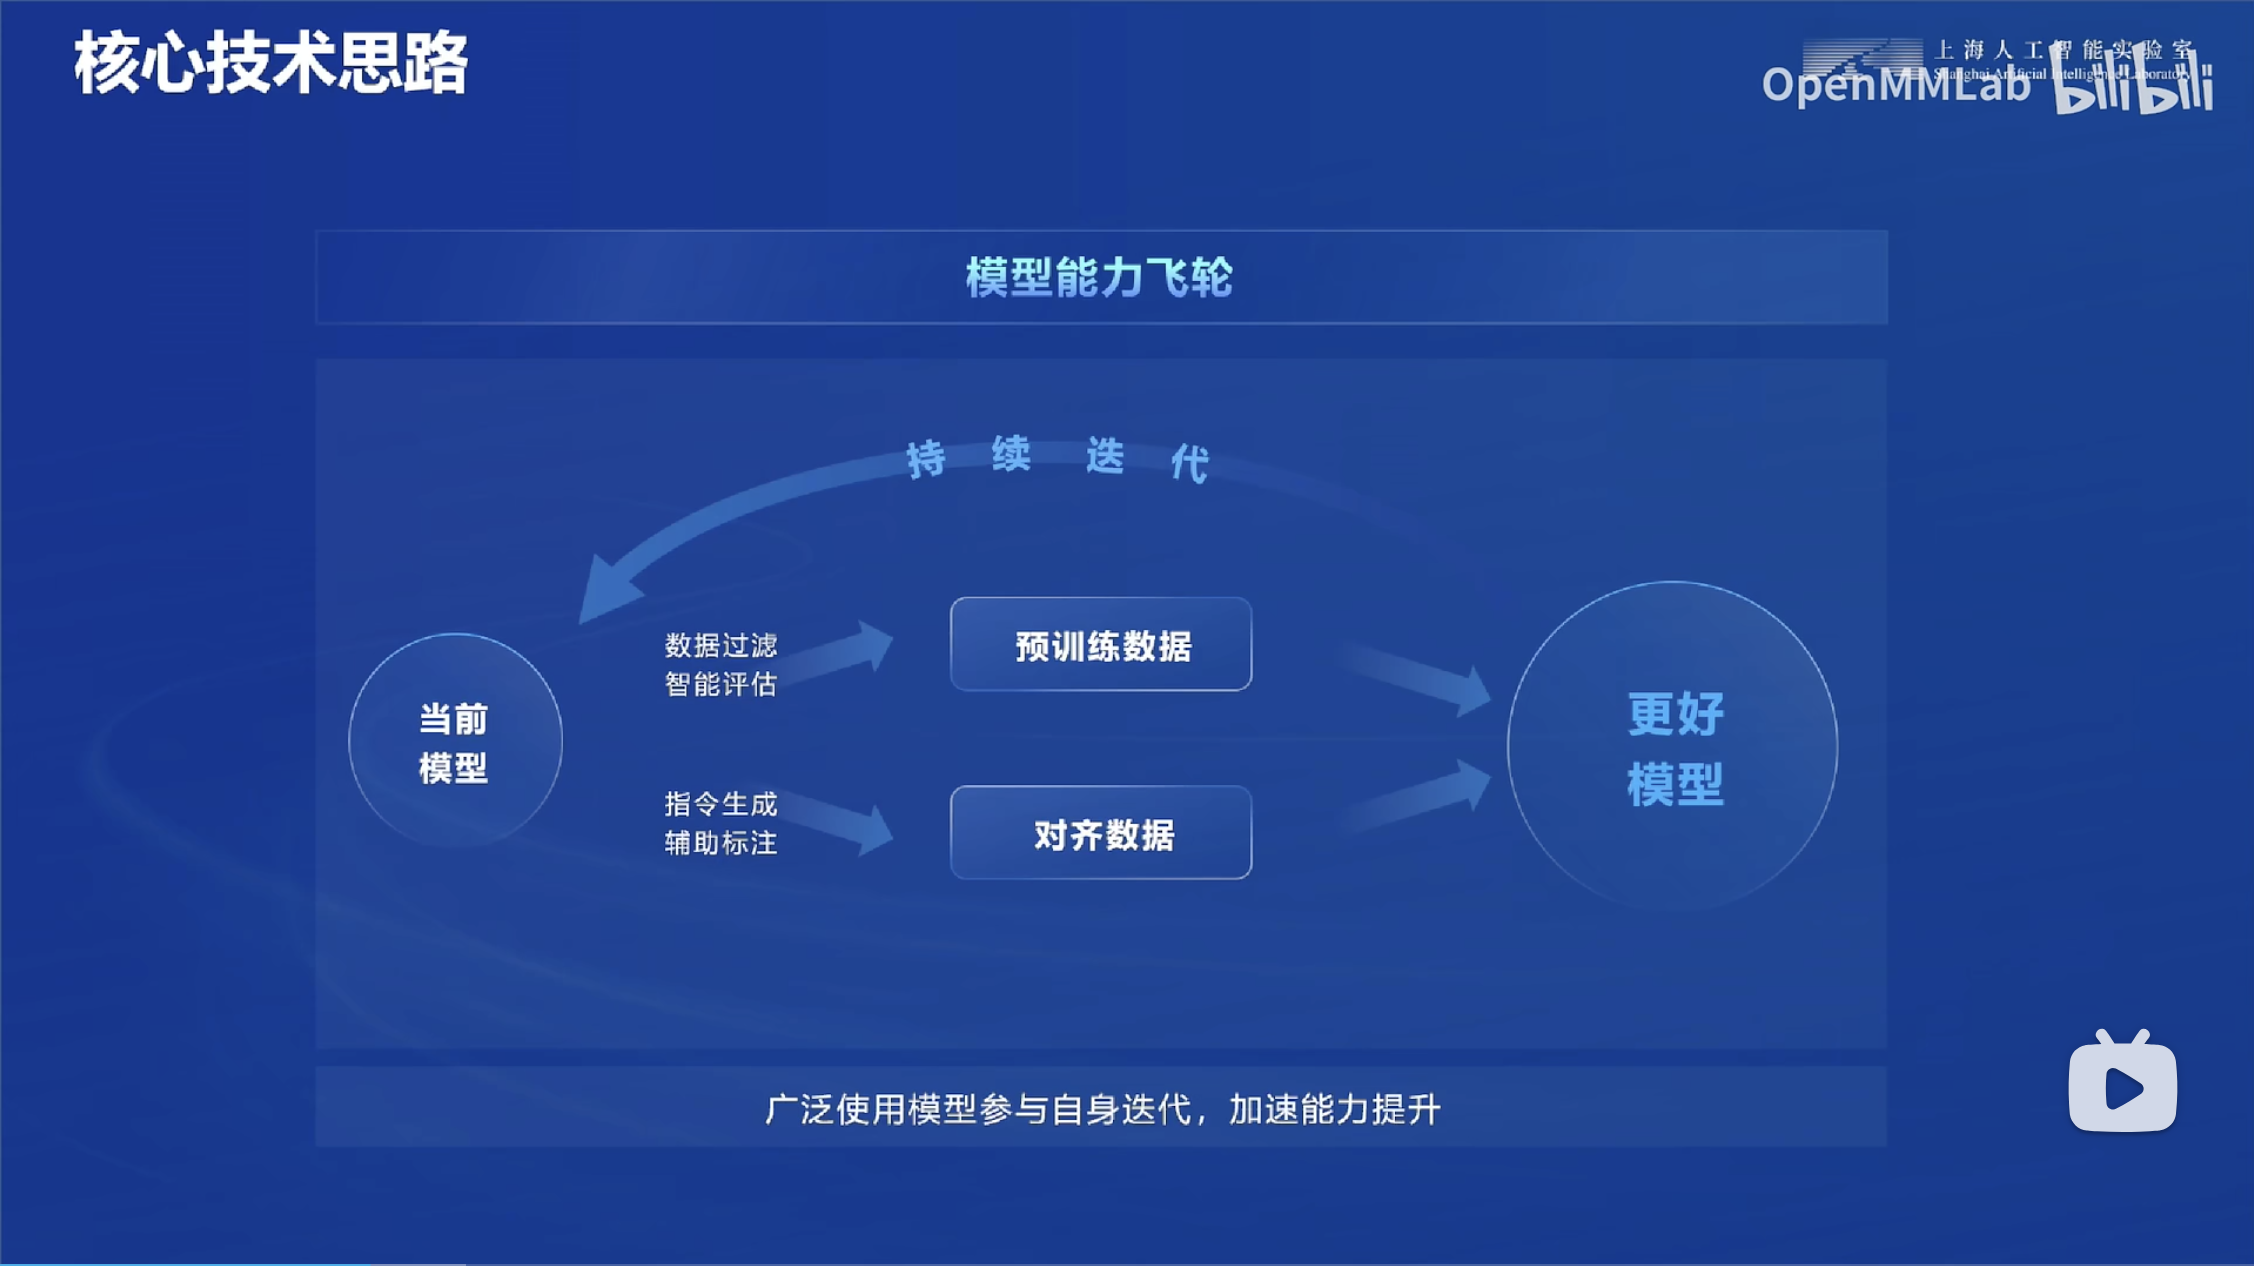 核心技术思路
上海人工智能实验室
Shanghai Artificial Intelligence Laboratory
OpenMMLab bilibili
模型能力飞轮
持续迭代
当前
模型
数据过滤
智能评估
预训练数据
指令生成
辅助标注
对齐数据
更好
模型
广泛使用模型参与自身迭代，加速能力提升